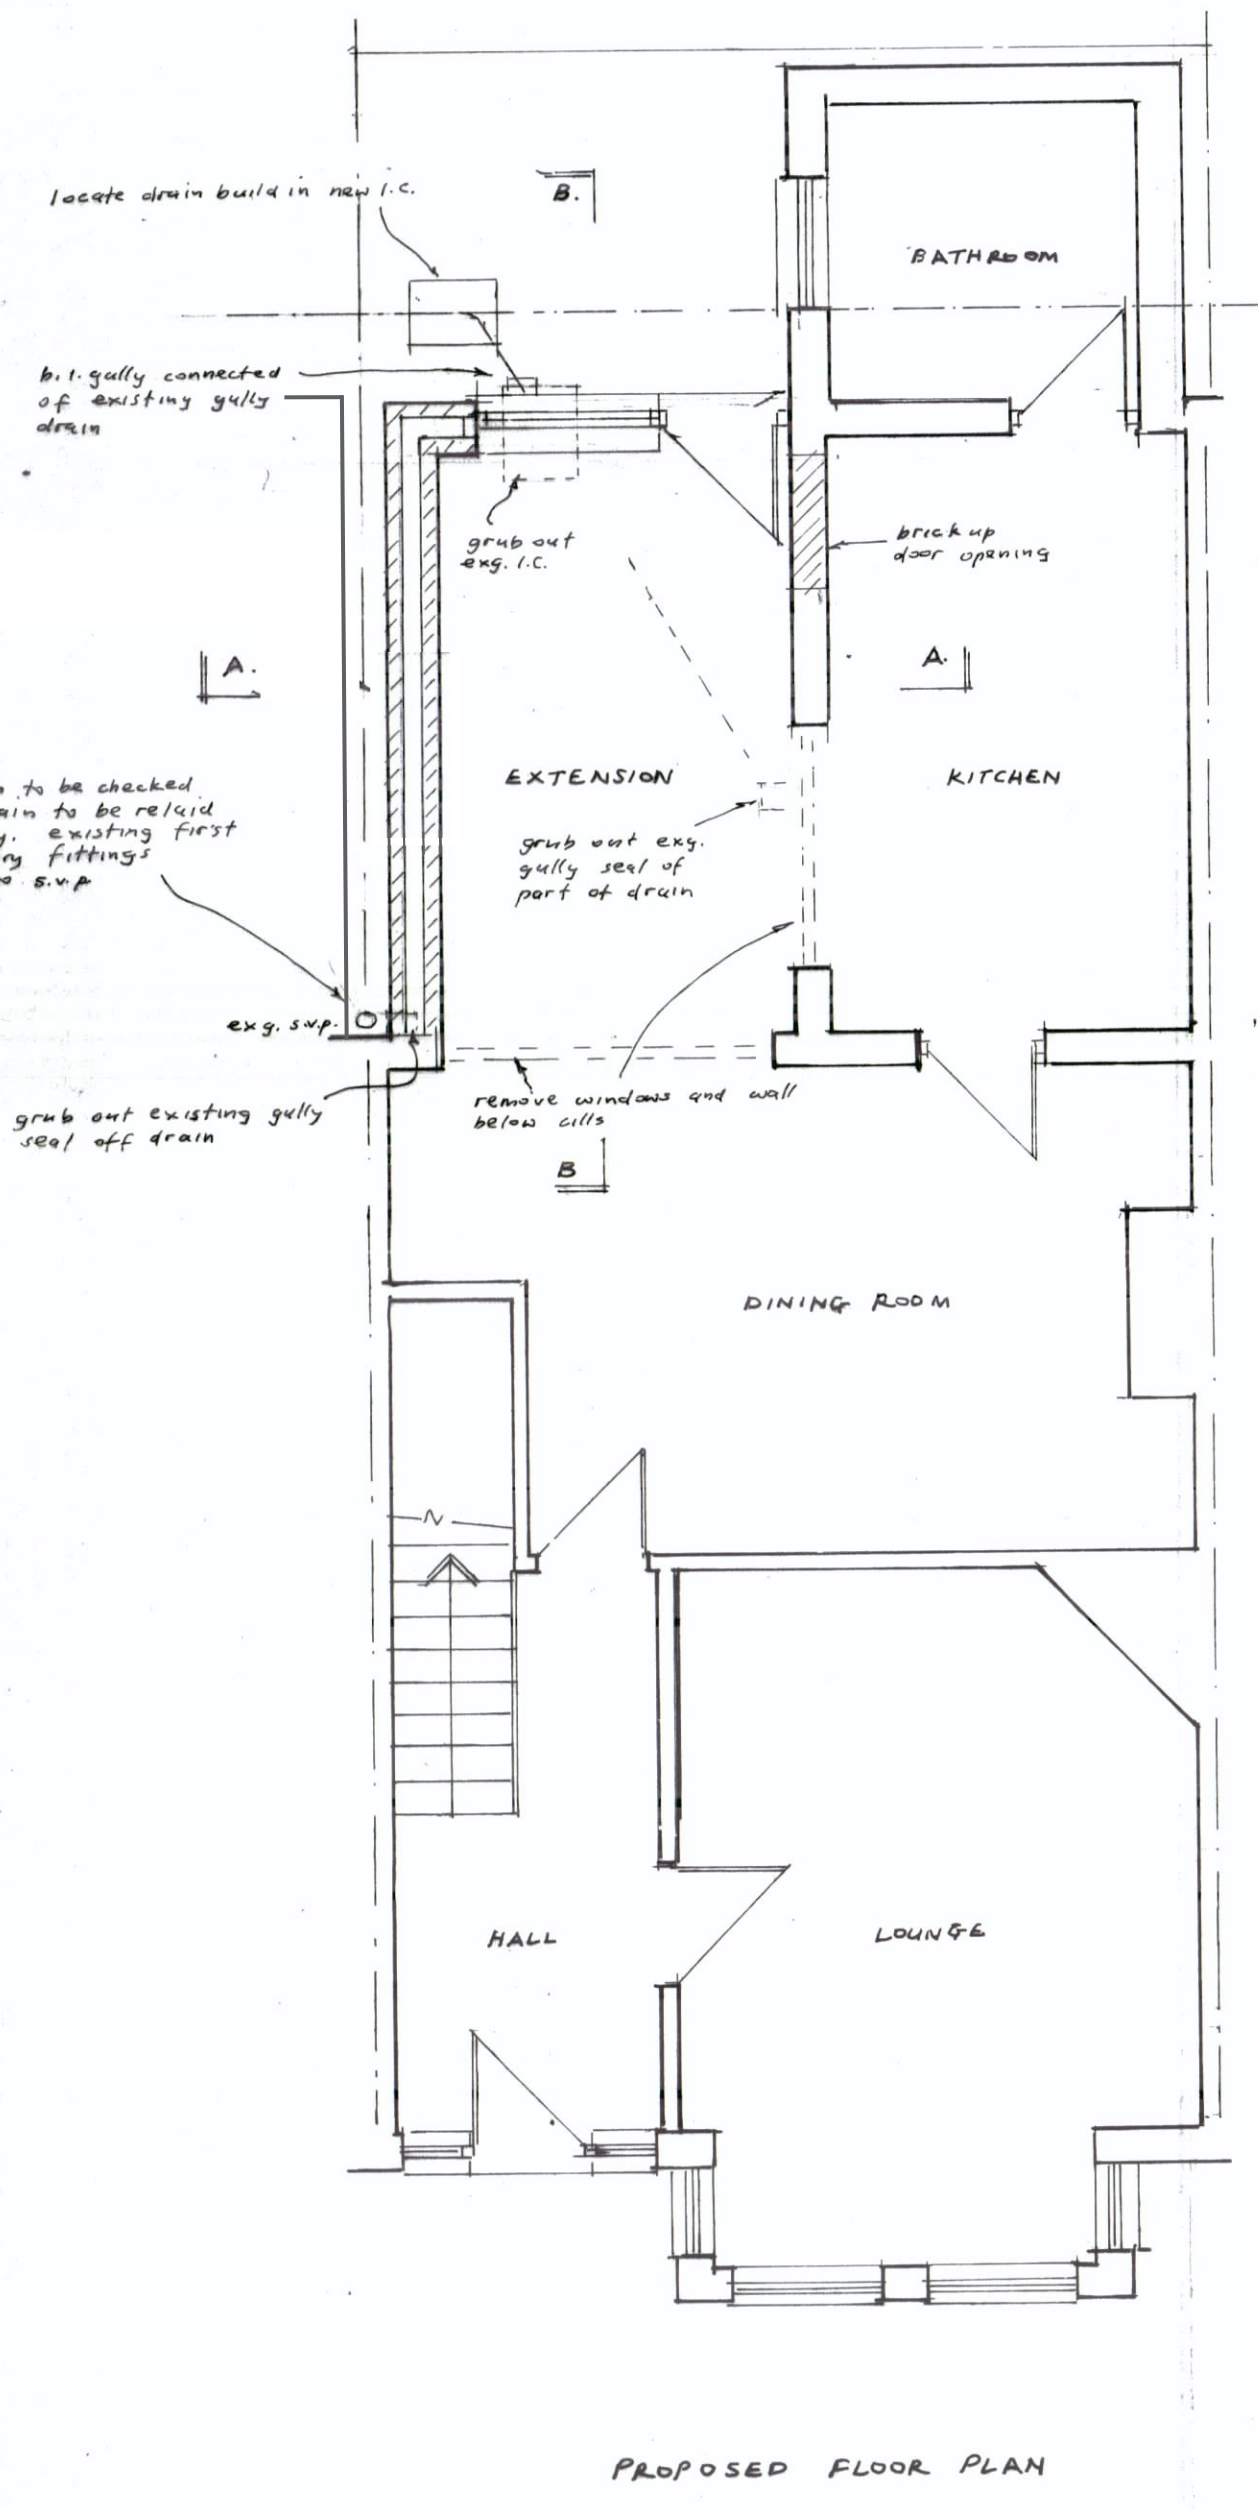 locate drain build in new i.c.
B.
BATHROOM
b.i. gully connected
of existing gully
drain
grub out
exg. i.c.
brick up
door opening
A.
A.
EXTENSION
KITCHEN
to be checked
ain to be relaid
existing first
ry fittings
o s.v.p
grub out exg.
gully seal of
part of drain
exg. s.v.p.
grub out existing gully
seal off drain
remove windows and wall
below cills
B
DINING ROOM
N
HALL
LOUNGE
PROPOSED FLOOR PLAN